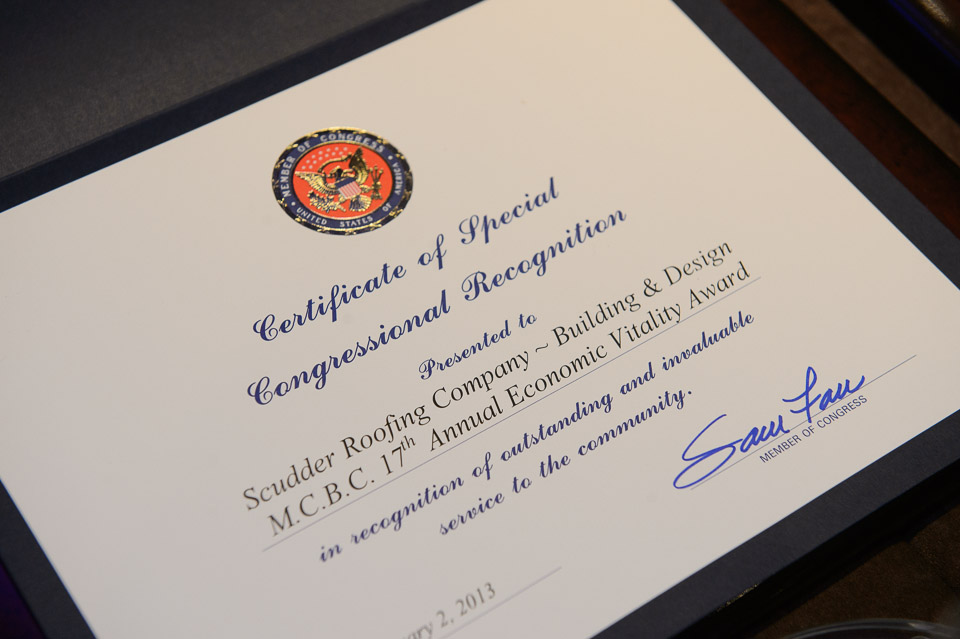 MEMBER OF CONGRESS
UNITED STATES OF AMERICA
Certificate of Special
Congressional Recognition
Presented to
Scudder Roofing Company ~ Building & Design
M.C.B.C. 17th Annual Economic Vitality Award
in recognition of outstanding and invaluable
service to the community.
Sam Farr
MEMBER OF CONGRESS
2, 2013